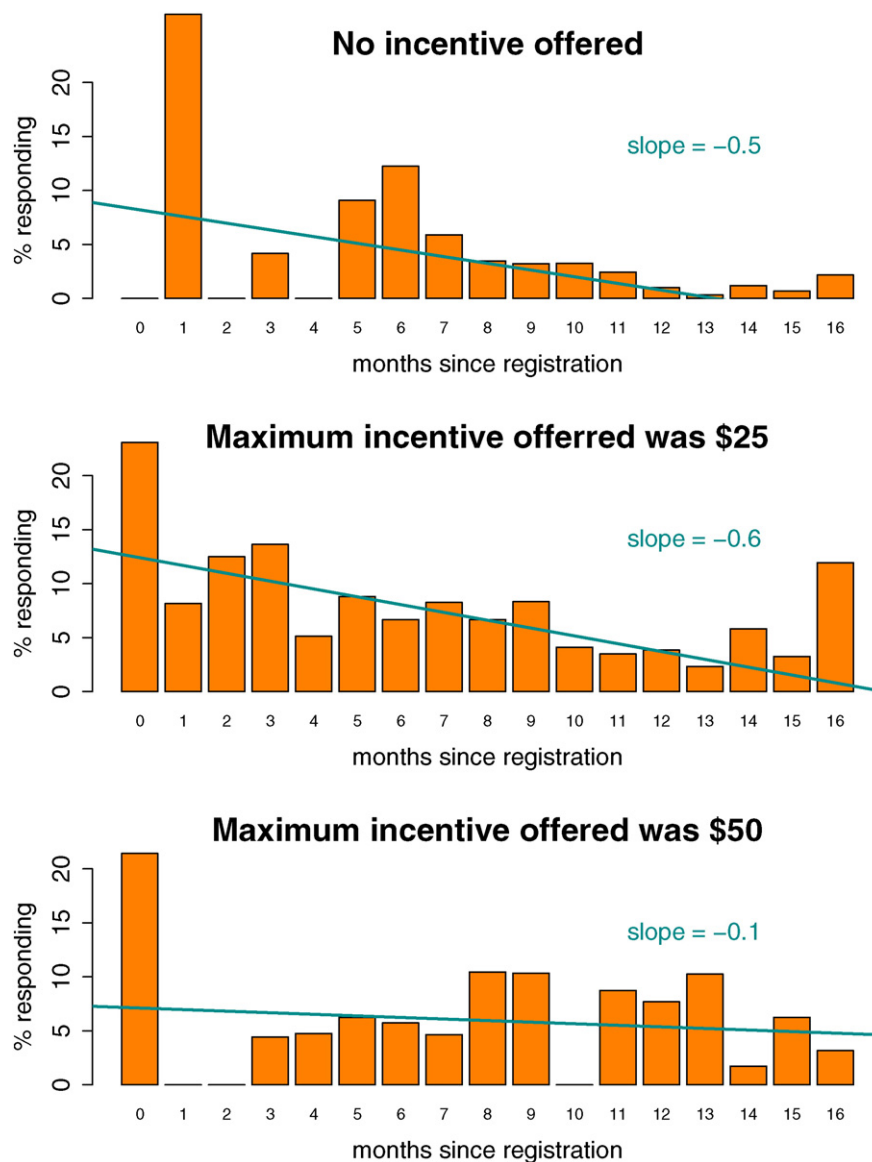 No incentive offered
% responding
20
15
10
5
0
slope = −0.5
0 1 2 3 4 5 6 7 8 9 10 11 12 13 14 15 16
months since registration
Maximum incentive offerred was $25
% responding
20
15
10
5
0
slope = −0.6
0 1 2 3 4 5 6 7 8 9 10 11 12 13 14 15 16
months since registration
Maximum incentive offered was $50
% responding
20
15
10
5
0
slope = −0.1
0 1 2 3 4 5 6 7 8 9 10 11 12 13 14 15 16
months since registration